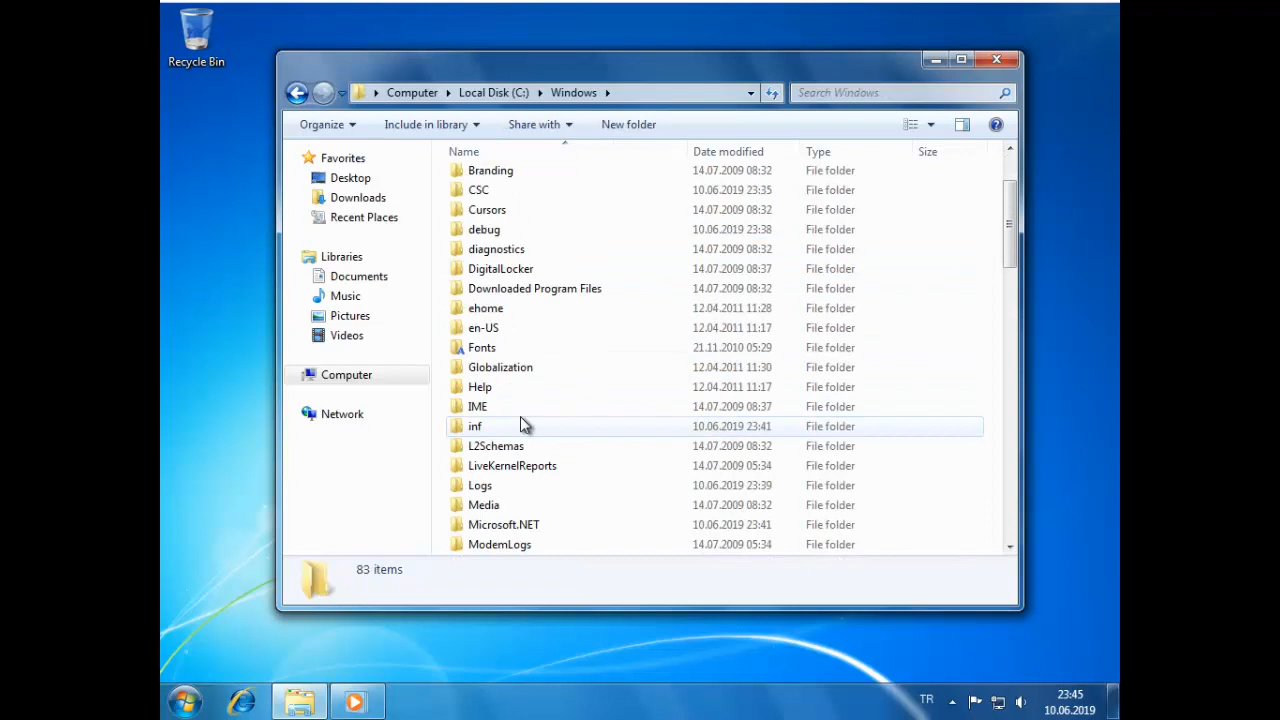 Recycle Bin
Computer Local Disk (C:) Windows
Search Windows
Organize Include in library Share with New folder
Favorites
Desktop
Downloads
Recent Places
Libraries
Documents
Music
Pictures
Videos
Computer
Network
Name Date modified Type Size
Branding 14.07.2009 08:32 File folder
CSC 10.06.2019 23:35 File folder
Cursors 14.07.2009 08:32 File folder
debug 10.06.2019 23:38 File folder
diagnostics 14.07.2009 08:32 File folder
DigitalLocker 14.07.2009 08:37 File folder
Downloaded Program Files 14.07.2009 08:32 File folder
ehome 12.04.2011 11:28 File folder
en-US 12.04.2011 11:17 File folder
Fonts 21.11.2010 05:29 File folder
Globalization 12.04.2011 11:30 File folder
Help 12.04.2011 11:17 File folder
IME 14.07.2009 08:37 File folder
inf 10.06.2019 23:41 File folder
L2Schemas 14.07.2009 08:32 File folder
LiveKernelReports 14.07.2009 05:34 File folder
Logs 10.06.2019 23:39 File folder
Media 14.07.2009 08:32 File folder
Microsoft.NET 10.06.2019 23:41 File folder
ModemLogs 14.07.2009 05:34 File folder
83 items
TR
23:45
10.06.2019